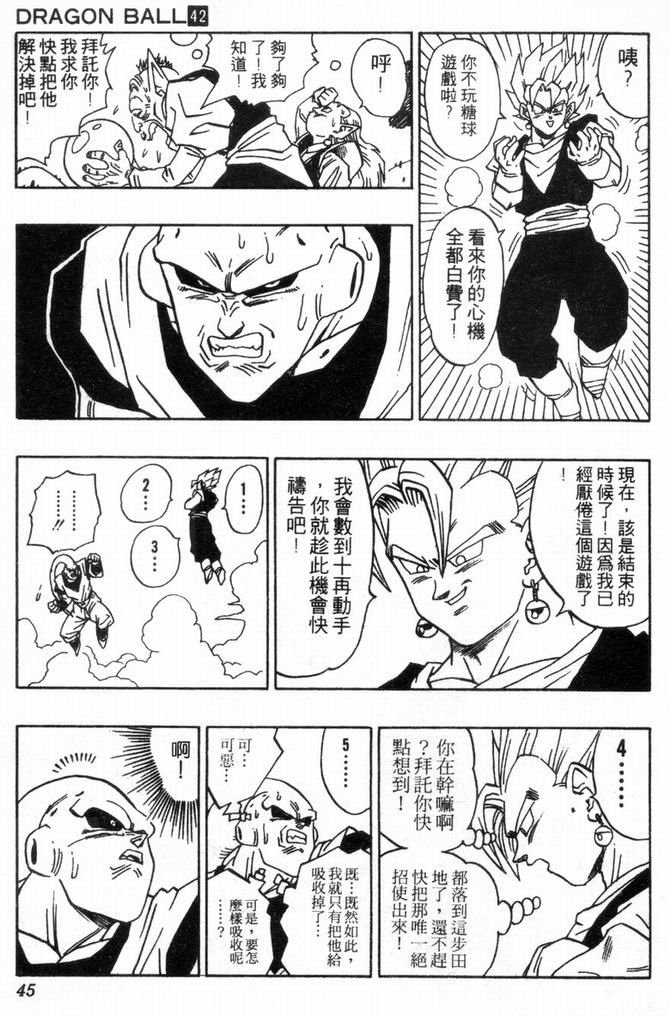 DRAGON BALL 42
咦？
你不玩糖球
遊戲啦？
看來你的心機
全都白費了！
呼！
夠了夠
了！我
知道！
拜託你！
我求你
快點把他
解決掉吧！
現在，該是結束的
時候了！因爲我已
經厭倦這個遊戲了
！
我會數到十再動手
，你就趁此機會快
禱告吧！
1…
2…
3…
………
4……
你在幹嘛啊
？拜託你快
點想到！
都落到這步田
地了，還不趕
快把那唯一絕
招使出來！
5……
可…
可惡…
既…既然如此，
我就只有把他給
吸收掉了…
可是，要怎
麼樣吸收呢
……？
啊！
45